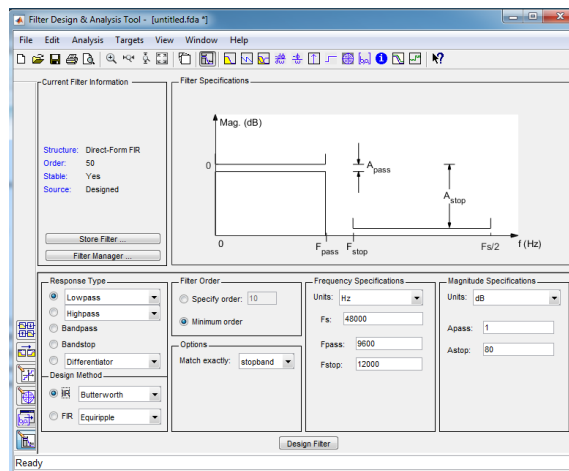 Filter Design & Analysis Tool - [untitled.fda *]
File Edit Analysis Targets View Window Help
Current Filter Information
Structure: Direct-Form FIR
Order: 50
Stable: Yes
Source: Designed
Store Filter ...
Filter Manager ...
Filter Specifications
Mag. (dB)
0
A pass
A stop
0
F pass
F stop
Fs/2
f (Hz)
Response Type
Lowpass
Highpass
Bandpass
Bandstop
Differentiator
Design Method
IIR Butterworth
FIR Equiripple
Filter Order
Specify order: 10
Minimum order
Options
Match exactly: stopband
Frequency Specifications
Units: Hz
Fs: 48000
Fpass: 9600
Fstop: 12000
Magnitude Specifications
Units: dB
Apass: 1
Astop: 80
Design Filter
Ready